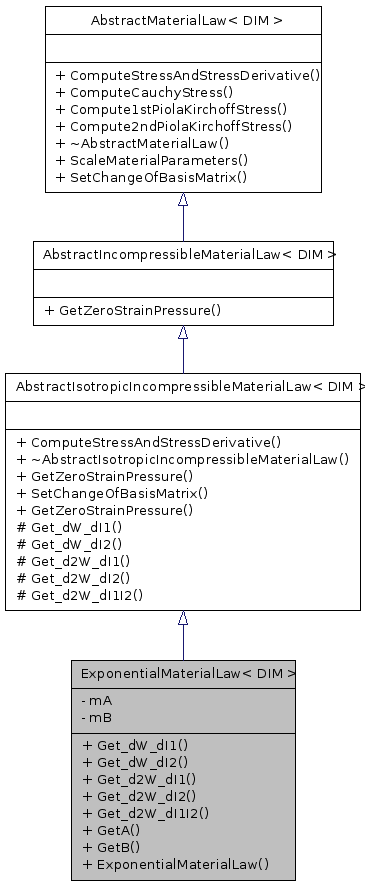 AbstractMaterialLaw< DIM >
+ ComputeStressAndStressDerivative()
+ ComputeCauchyStress()
+ Compute1stPiolaKirchoffStress()
+ Compute2ndPiolaKirchoffStress()
+ ~AbstractMaterialLaw()
+ ScaleMaterialParameters()
+ SetChangeOfBasisMatrix()
AbstractIncompressibleMaterialLaw< DIM >
+ GetZeroStrainPressure()
AbstractIsotropicIncompressibleMaterialLaw< DIM >
+ ComputeStressAndStressDerivative()
+ ~AbstractIsotropicIncompressibleMaterialLaw()
+ GetZeroStrainPressure()
+ SetChangeOfBasisMatrix()
+ GetZeroStrainPressure()
# Get_dW_dI1()
# Get_dW_dI2()
# Get_d2W_dI1()
# Get_d2W_dI2()
# Get_d2W_dI1I2()
ExponentialMaterialLaw< DIM >
- mA
- mB
+ Get_dW_dI1()
+ Get_dW_dI2()
+ Get_d2W_dI1()
+ Get_d2W_dI2()
+ Get_d2W_dI1I2()
+ GetA()
+ GetB()
+ ExponentialMaterialLaw()